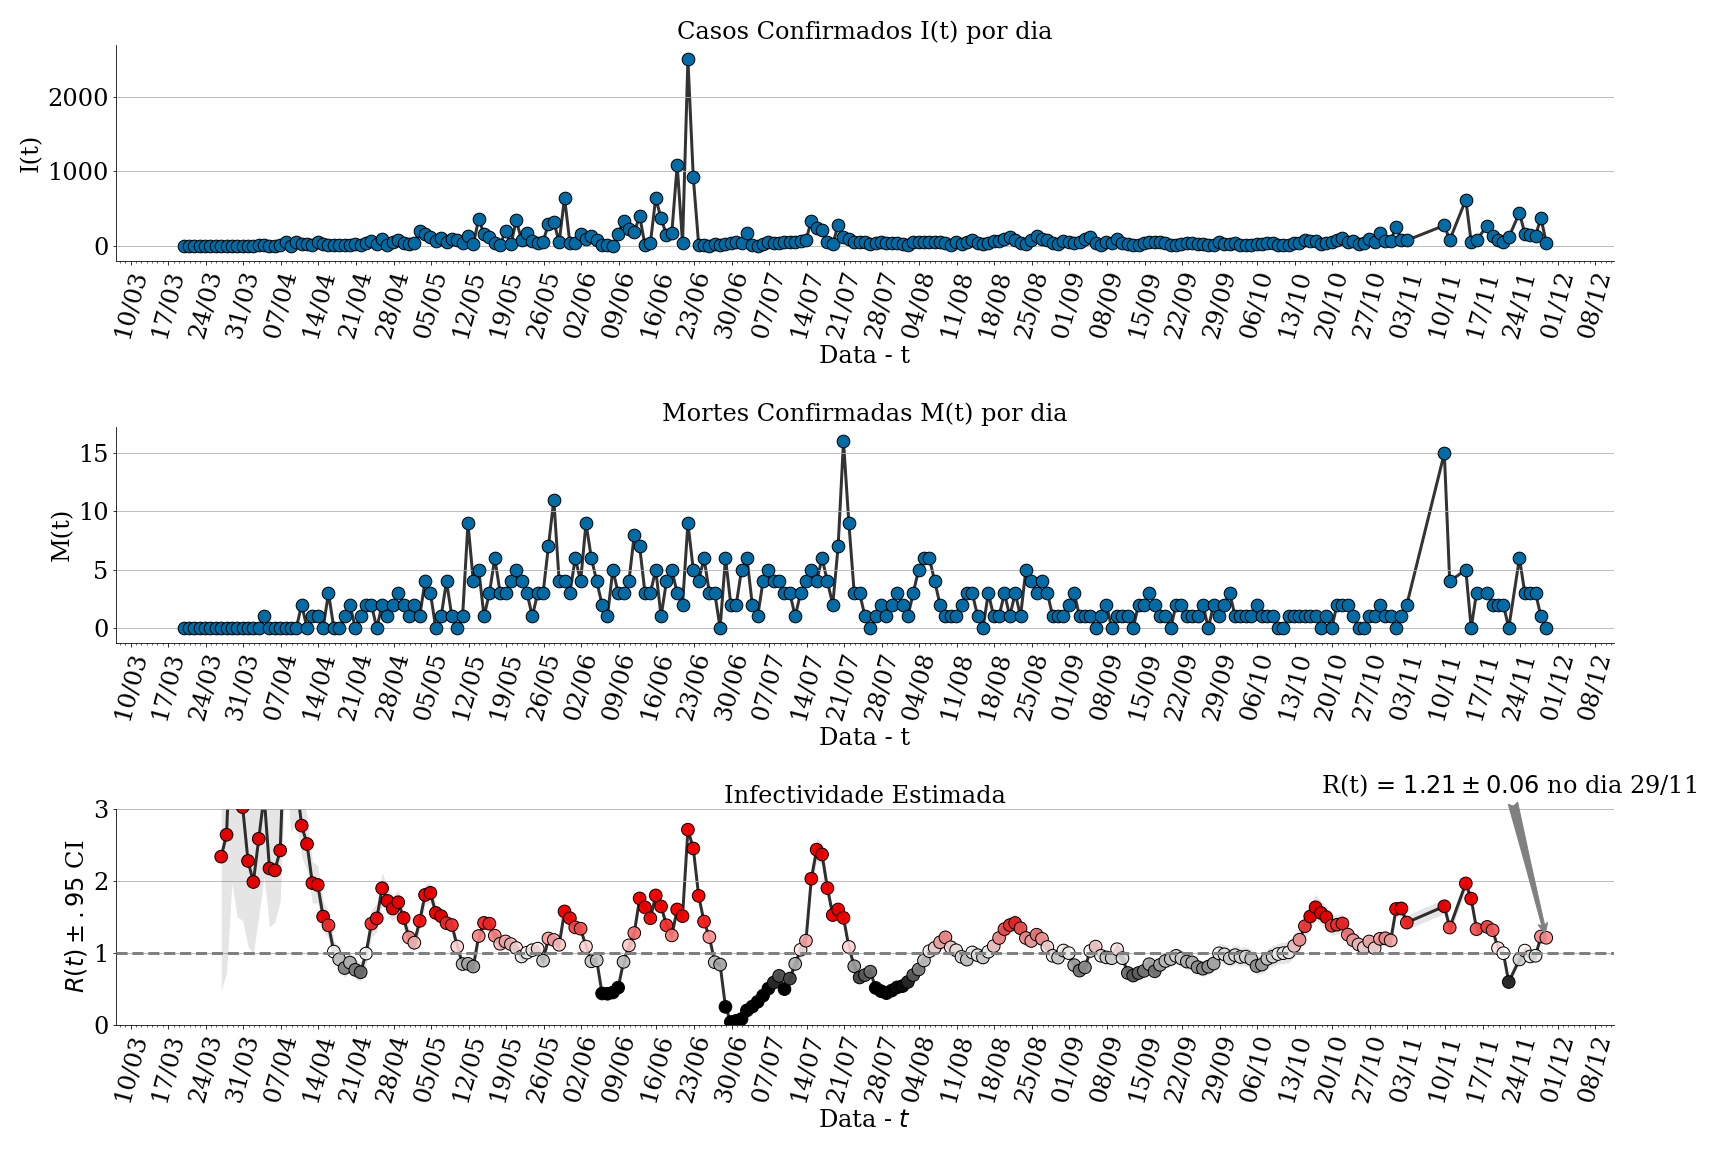 Casos Confirmados I(t) por dia
I(t)
2000
1000
0
10/03 17/03 24/03 31/03 07/04 14/04 21/04 28/04 05/05 12/05 19/05 26/05 02/06 09/06 16/06 23/06 30/06 07/07 14/07 21/07 28/07 04/08 11/08 18/08 25/08 01/09 08/09 15/09 22/09 29/09 06/10 13/10 20/10 27/10 03/11 10/11 17/11 24/11 01/12 08/12
Data - t
Mortes Confirmadas M(t) por dia
M(t)
15
10
5
0
10/03 17/03 24/03 31/03 07/04 14/04 21/04 28/04 05/05 12/05 19/05 26/05 02/06 09/06 16/06 23/06 30/06 07/07 14/07 21/07 28/07 04/08 11/08 18/08 25/08 01/09 08/09 15/09 22/09 29/09 06/10 13/10 20/10 27/10 03/11 10/11 17/11 24/11 01/12 08/12
Data - t
R(t) = 1.21 ± 0.06 no dia 29/11
Infectividade Estimada
R(t) ± .95 CI
3
2
1
0
10/03 17/03 24/03 31/03 07/04 14/04 21/04 28/04 05/05 12/05 19/05 26/05 02/06 09/06 16/06 23/06 30/06 07/07 14/07 21/07 28/07 04/08 11/08 18/08 25/08 01/09 08/09 15/09 22/09 29/09 06/10 13/10 20/10 27/10 03/11 10/11 17/11 24/11 01/12 08/12
Data - t